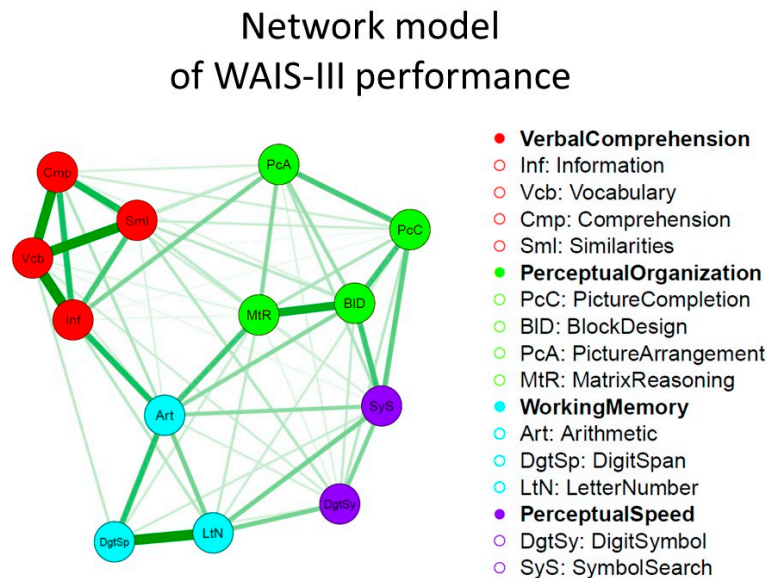 Network model
of WAIS-III performance
Cmp
PcA
Sml
PcC
Vcb
Inf
MtR
BlD
Art
SyS
DgtSy
DgtSp
LtN
VerbalComprehension
Inf: Information
Vcb: Vocabulary
Cmp: Comprehension
Sml: Similarities
PerceptualOrganization
PcC: PictureCompletion
BlD: BlockDesign
PcA: PictureArrangement
MtR: MatrixReasoning
WorkingMemory
Art: Arithmetic
DgtSp: DigitSpan
LtN: LetterNumber
PerceptualSpeed
DgtSy: DigitSymbol
SyS: SymbolSearch